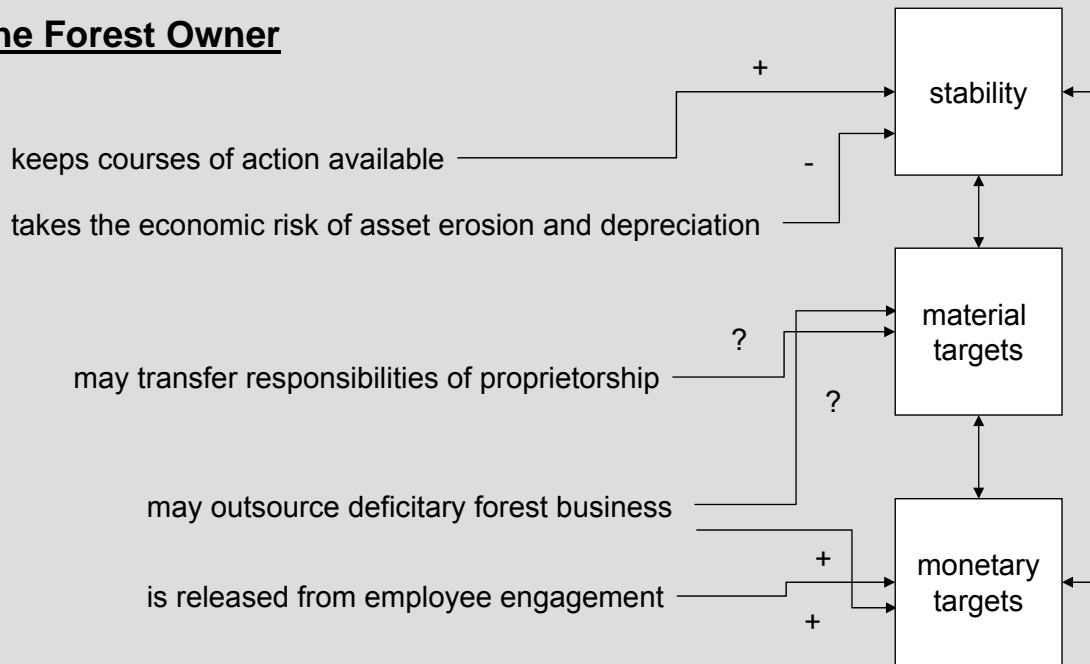 ne Forest Owner
+
stability
keeps courses of action available
-
takes the economic risk of asset erosion and depreciation
material
targets
?
may transfer responsibilities of proprietorship
?
may outsource deficitary forest business
+
monetary
targets
is released from employee engagement
+